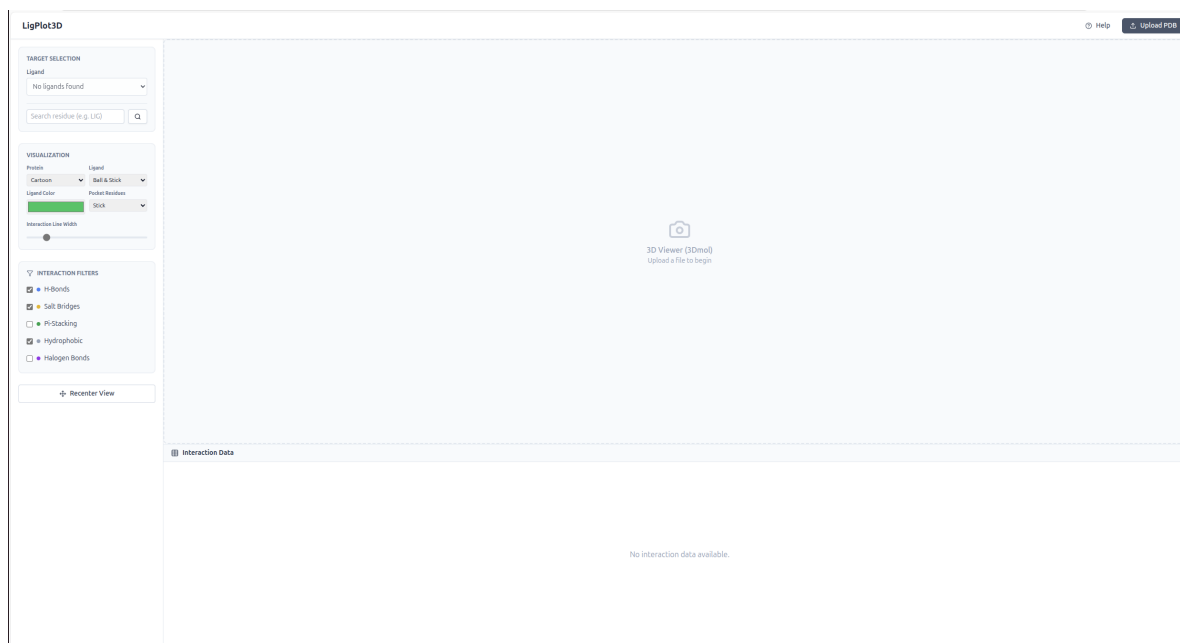 LigPlot3D
Help
Upload PDB
TARGET SELECTION
Ligand
No ligands found
Search residue (e.g. LIG)
VISUALIZATION
Protein Ligand
Cartoon Ball & Stick
Ligand Color Pocket Residues
Stick
Interaction Line Width
INTERACTION FILTERS
H-Bonds
Salt Bridges
Pi-Stacking
Hydrophobic
Halogen Bonds
Recenter View
3D Viewer (3Dmol)
Upload a file to begin
Interaction Data
No interaction data available.